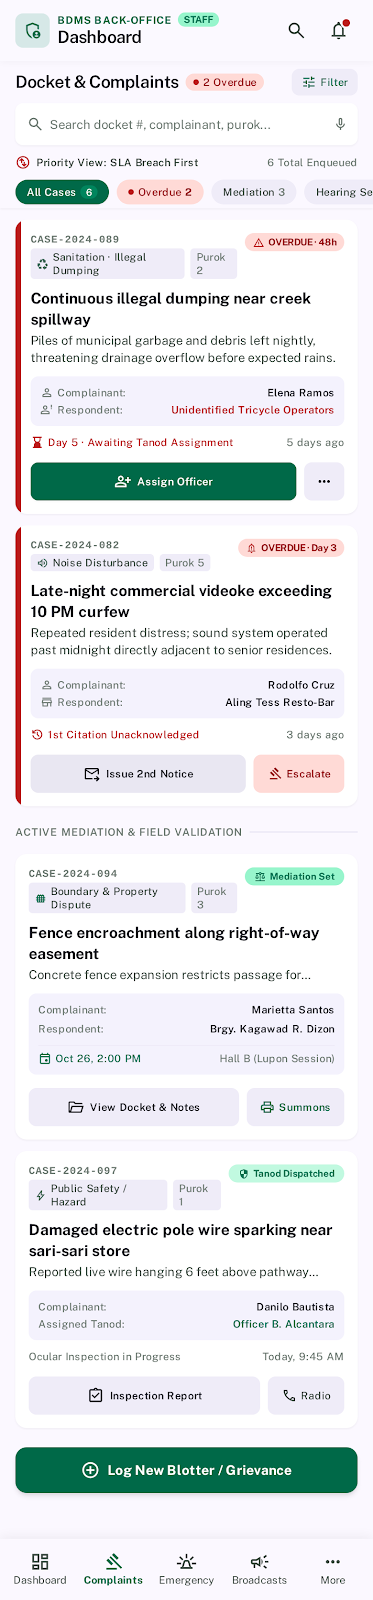 BDMS BACK-OFFICE STAFF
Dashboard
Docket & Complaints 2 Overdue Filter
Search docket #, complainant, purok...
Priority View: SLA Breach First 6 Total Enqueued
All Cases 6 Overdue 2 Mediation 3 Hearing Se
CASE-2024-089 OVERDUE · 48h
Sanitation · Illegal
Dumping
Purok
2
Continuous illegal dumping near creek
spillway
Piles of municipal garbage and debris left nightly,
threatening drainage overflow before expected rains.
Complainant: Elena Ramos
Respondent: Unidentified Tricycle Operators
Day 5 · Awaiting Tanod Assignment 5 days ago
Assign Officer
CASE-2024-082 OVERDUE · Day 3
Noise Disturbance Purok 5
Late-night commercial videoke exceeding
10 PM curfew
Repeated resident distress; sound system operated
past midnight directly adjacent to senior residences.
Complainant: Rodolfo Cruz
Respondent: Aling Tess Resto-Bar
1st Citation Unacknowledged 3 days ago
Issue 2nd Notice Escalate
ACTIVE MEDIATION & FIELD VALIDATION
CASE-2024-094 Mediation Set
Boundary & Property
Dispute
Purok
3
Fence encroachment along right-of-way
easement
Concrete fence expansion restricts passage for...
Complainant: Marietta Santos
Respondent: Brgy. Kagawad R. Dizon
Oct 26, 2:00 PM Hall B (Lupon Session)
View Docket & Notes Summons
CASE-2024-097 Tanod Dispatched
Public Safety /
Hazard
Purok
1
Damaged electric pole wire sparking near
sari-sari store
Reported live wire hanging 6 feet above pathway...
Complainant: Danilo Bautista
Assigned Tanod: Officer B. Alcantara
Ocular Inspection in Progress Today, 9:45 AM
Inspection Report Radio
Log New Blotter / Grievance
Dashboard Complaints Emergency Broadcasts More